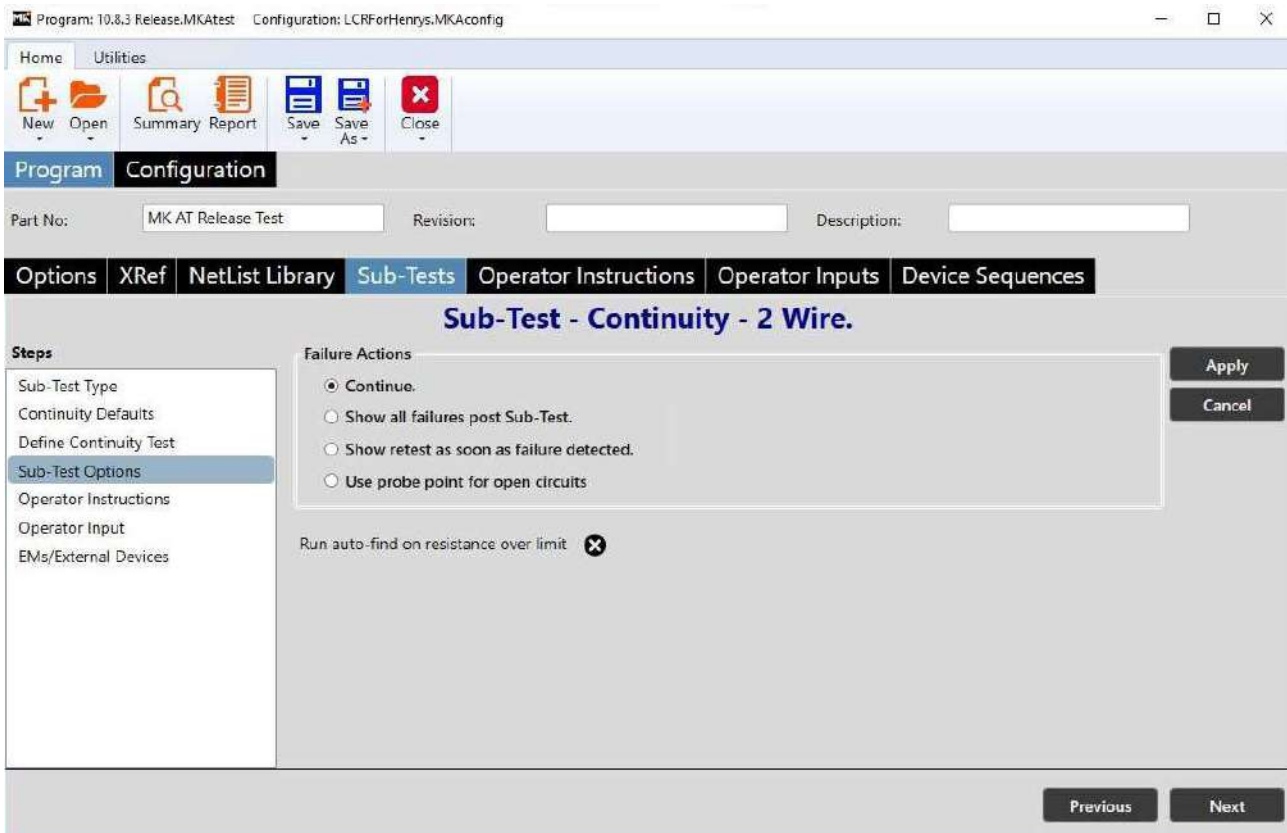 MK Program: 10.8.3 Release.MKAtest Configuration: LCRForHenrys.MKAconfig
Home Utilities
New Open Summary Report Save Save As Close
Program Configuration
Part No: MK AT Release Test Revision: Description:
Options XRef NetList Library Sub-Tests Operator Instructions Operator Inputs Device Sequences
Sub-Test - Continuity - 2 Wire.
Steps
Sub-Test Type
Continuity Defaults
Define Continuity Test
Sub-Test Options
Operator Instructions
Operator Input
EMs/External Devices
Failure Actions
Continue.
Show all failures post Sub-Test.
Show retest as soon as failure detected.
Use probe point for open circuits
Run auto-find on resistance over limit
Apply
Cancel
Previous Next